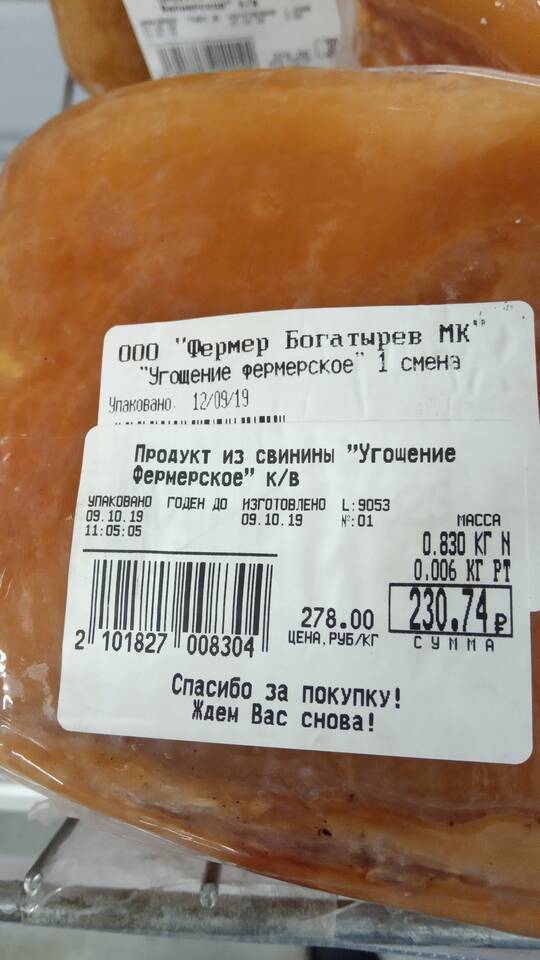 ООО "Фермер Богатырев МК"
"Угощение фермерское" 1 смена
Упаковано 12/09/19
Продукт из свинины "Угощение
Фермерское" к/в
УПАКОВАНО ГОДЕН ДО ИЗГОТОВЛЕНО L:9053
09.10.19 09.10.19 №:01
11:05:05
МАССА
0.830 КГ N
0.006 КГ PT
278.00 230.74 ₽
ЦЕНА, РУБ/КГ СУММА
2 101827 008304
Спасибо за покупку!
Ждем Вас снова!